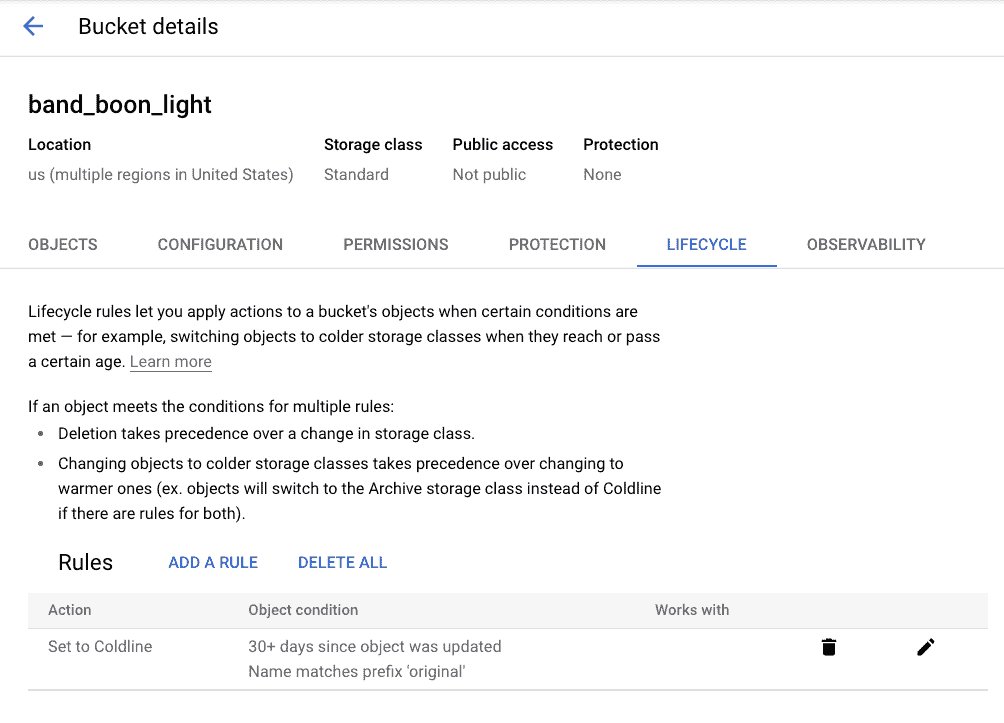 Bucket details
band_boon_light
Location Storage class Public access Protection
us (multiple regions in United States) Standard Not public None
OBJECTS CONFIGURATION PERMISSIONS PROTECTION LIFECYCLE OBSERVABILITY
Lifecycle rules let you apply actions to a bucket's objects when certain conditions are
met — for example, switching objects to colder storage classes when they reach or pass
a certain age. Learn more
If an object meets the conditions for multiple rules:
• Deletion takes precedence over a change in storage class.
• Changing objects to colder storage classes takes precedence over changing to
warmer ones (ex. objects will switch to the Archive storage class instead of Coldline
if there are rules for both).
Rules ADD A RULE DELETE ALL
Action Object condition Works with
Set to Coldline 30+ days since object was updated
Name matches prefix 'original'